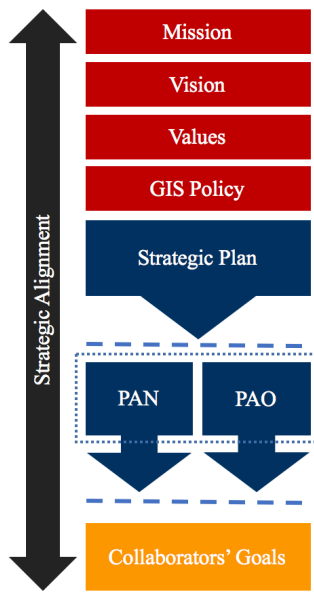 Mission
Vision
Values
GIS Policy
Strategic Plan
Strategic Alignment
PAN
PAO
Collaborators’ Goals